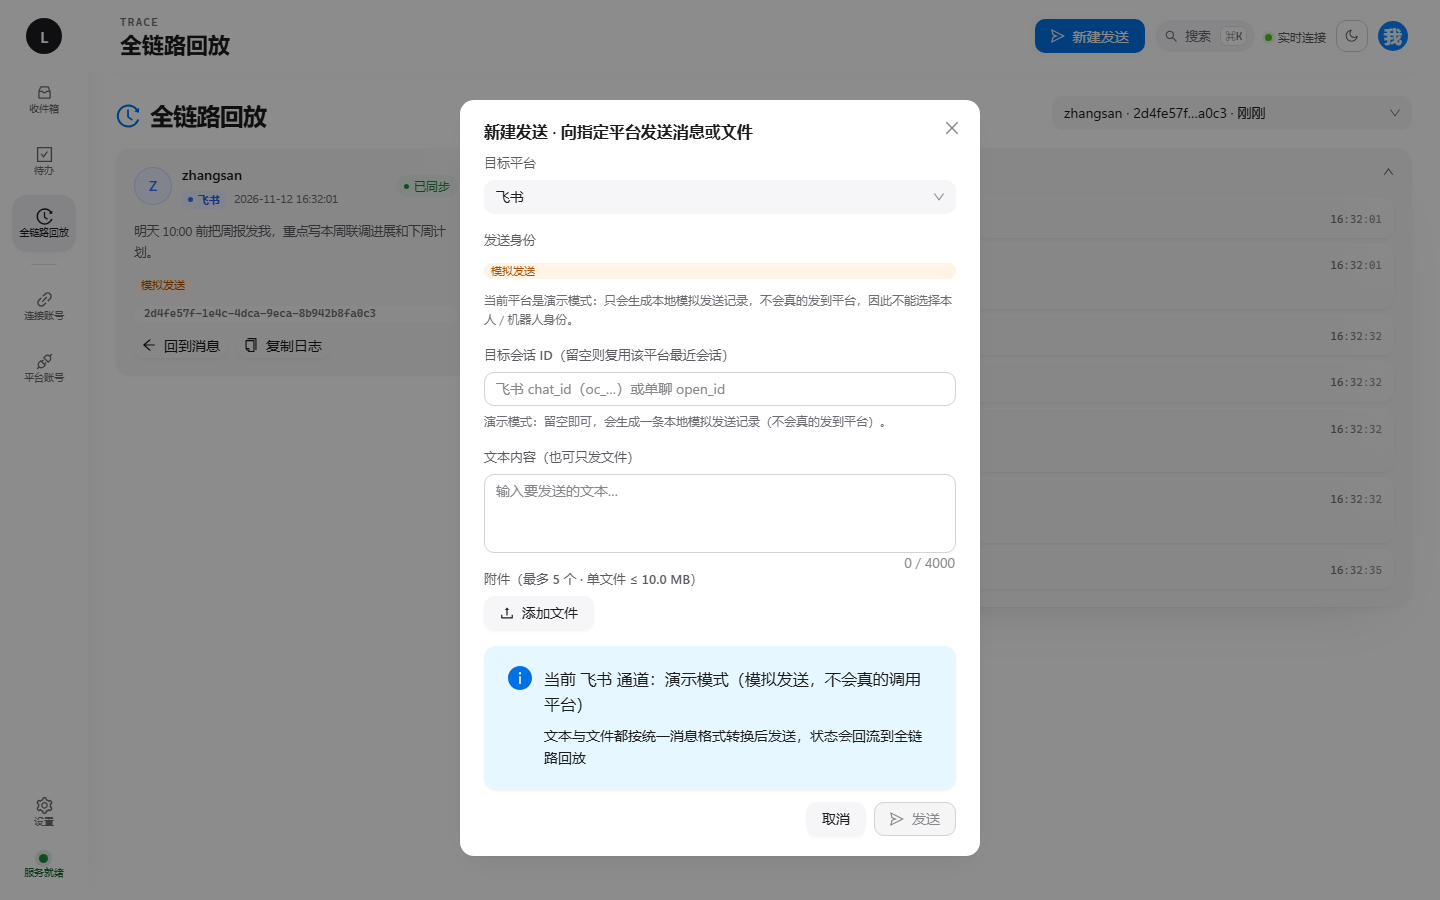 L
收件箱
待办
全链路回放
连接账号
平台账号
设置
服务就绪
TRACE
全链路回放
新建发送
搜索
⌘K
实时连接
我
全链路回放
zhangsan · 2d4fe57f...a0c3 · 刚刚
Z
zhangsan
飞书
2026-11-12 16:32:01
已同步
明天 10:00 前把周报发我，重点写本周联调进展和下周计
划。
模拟发送
2d4fe57f-1e4c-4dca-9eca-8b942b8fa0c3
回到消息
复制日志
16:32:01
16:32:01
16:32:32
16:32:32
16:32:32
16:32:32
16:32:35
新建发送 · 向指定平台发送消息或文件
目标平台
飞书
发送身份
模拟发送
当前平台是演示模式：只会生成本地模拟发送记录，不会真的发到平台，因此不能选择本
人 / 机器人身份。
目标会话 ID（留空则复用该平台最近会话）
飞书 chat_id（oc_...）或单聊 open_id
演示模式：留空即可，会生成一条本地模拟发送记录（不会真的发到平台）。
文本内容（也可只发文件）
输入要发送的文本...
0 / 4000
附件（最多 5 个 · 单文件 ≤ 10.0 MB）
添加文件
当前 飞书 通道：演示模式（模拟发送，不会真的调用
平台）
文本与文件都按统一消息格式转换后发送，状态会回流到全链
路回放
取消
发送